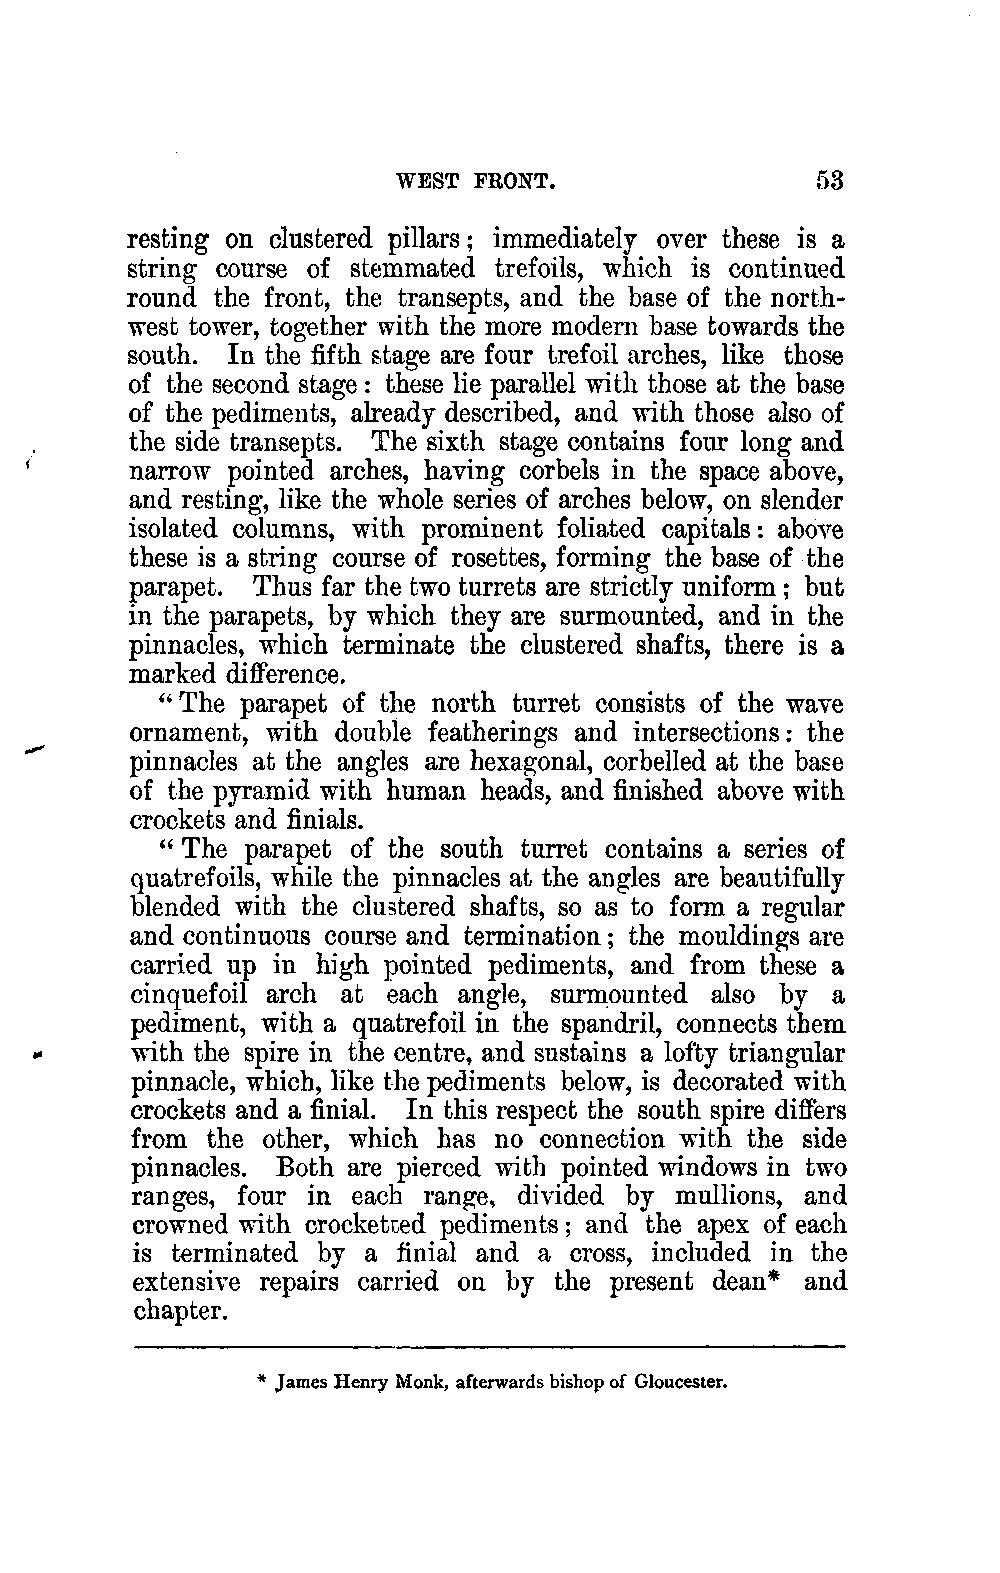 WEST FRONT. 53
resting on clustered pillars; immediately over these is a
string course of stemmated trefoils, which is continued
round the front, the transepts, and the base of the north-
west tower, together with the more modern base towards the
south. In the fifth stage are four trefoil arches, like those
of the second stage: these lie parallel with those at the base
of the pediments, already described, and with those also of
the side transepts. The sixth stage contains four long and
narrow pointed arches, having corbels in the space above,
and resting, like the whole series of arches below, on slender
isolated columns, with prominent foliated capitals: above
these is a string course of rosettes, forming the base of the
parapet. Thus far the two turrets are strictly uniform; but
in the parapets, by which they are surmounted, and in the
pinnacles, which terminate the clustered shafts, there is a
marked difference.
“The parapet of the north turret consists of the wave
ornament, with double featherings and intersections: the
pinnacles at the angles are hexagonal, corbelled at the base
of the pyramid with human heads, and finished above with
crockets and finials.
“The parapet of the south turret contains a series of
quatrefoils, while the pinnacles at the angles are beautifully
blended with the clustered shafts, so as to form a regular
and continuous course and termination; the mouldings are
carried up in high pointed pediments, and from these a
cinquefoil arch at each angle, surmounted also by a
pediment, with a quatrefoil in the spandril, connects them
with the spire in the centre, and sustains a lofty triangular
pinnacle, which, like the pediments below, is decorated with
crockets and a finial. In this respect the south spire differs
from the other, which has no connection with the side
pinnacles. Both are pierced with pointed windows in two
ranges, four in each range, divided by mullions, and
crowned with crocketted pediments; and the apex of each
is terminated by a finial and a cross, included in the
extensive repairs carried on by the present dean* and
chapter.
* James Henry Monk, afterwards bishop of Gloucester.